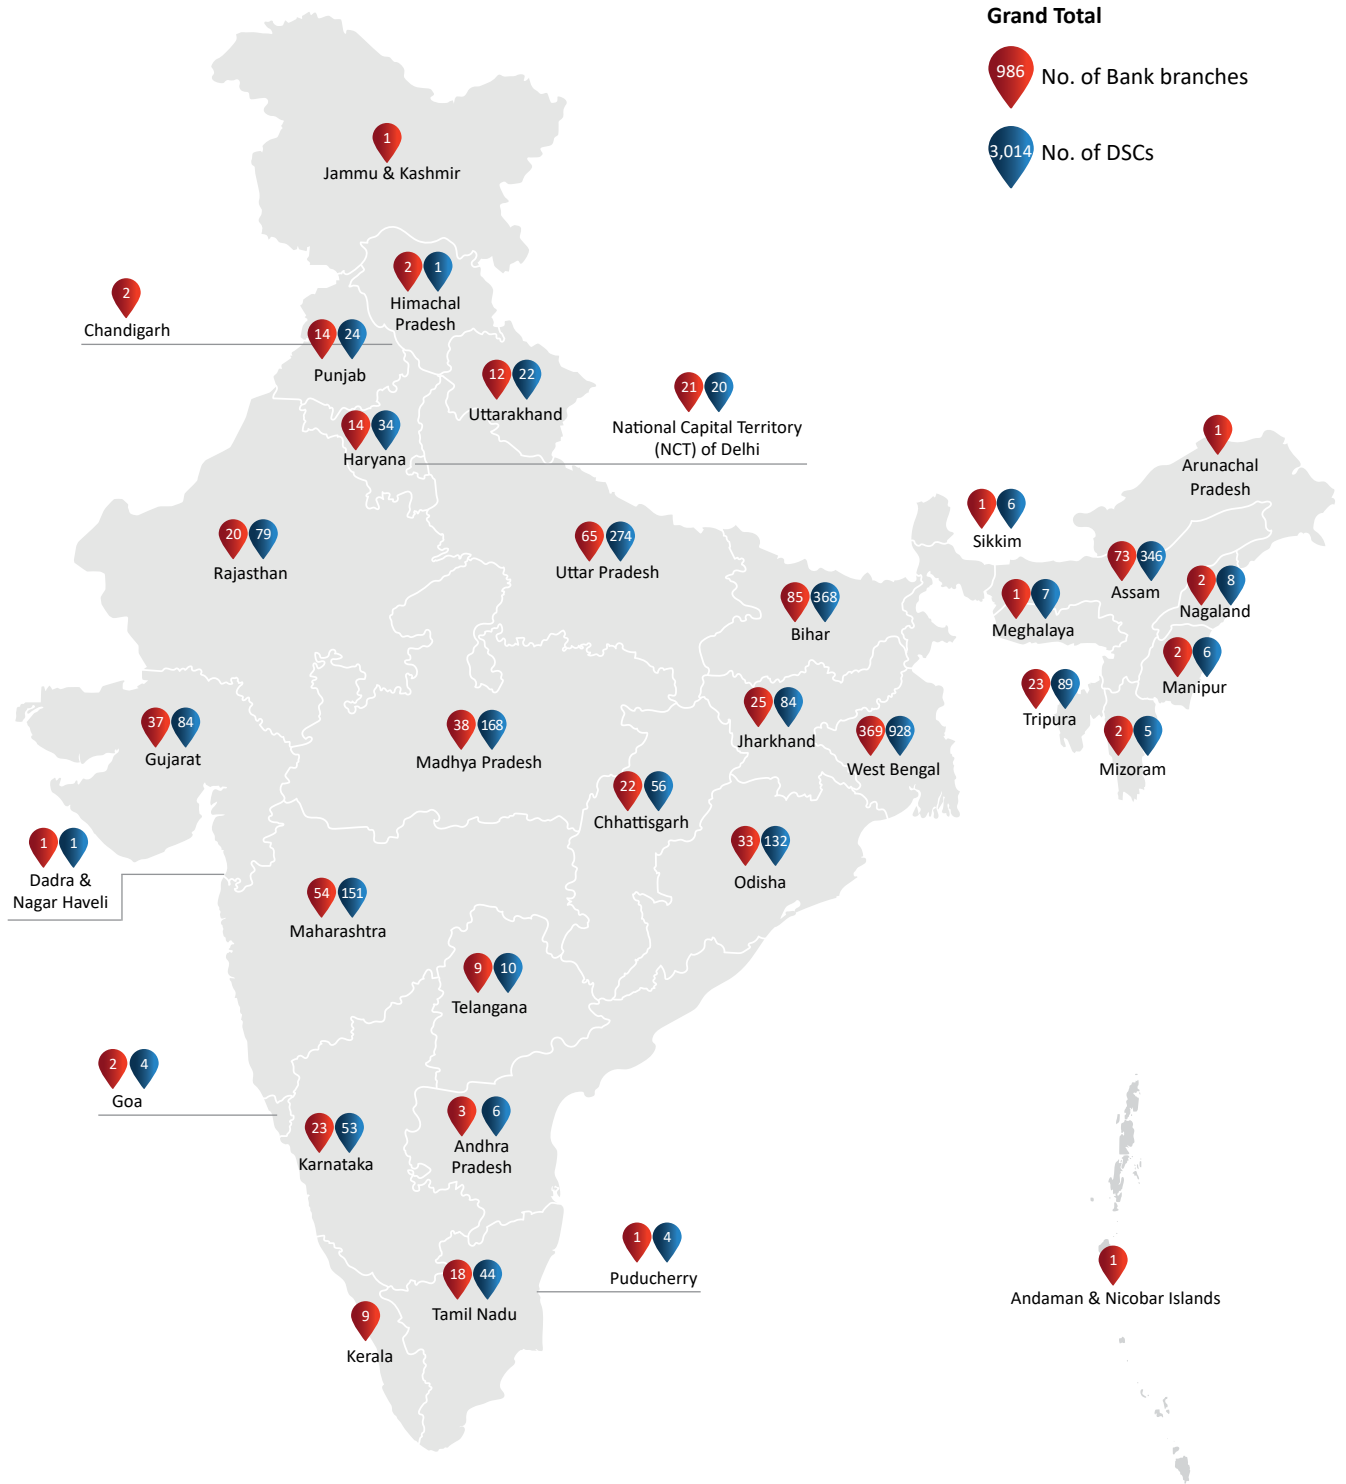 Grand Total
986 No. of Bank branches
3,014 No. of DSCs
1
Jammu & Kashmir
2 1
Himachal
Pradesh
2
Chandigarh
14 24
Punjab
12 22
Uttarakhand
21 20
National Capital Territory
(NCT) of Delhi
14 34
Haryana
1
Arunachal
Pradesh
1 6
Sikkim
20 79
Rajasthan
65 274
Uttar Pradesh
73 346
Assam
2 8
Nagaland
1 7
Meghalaya
85 368
Bihar
2 6
Manipur
23 89
Tripura
25 84
Jharkhand
37 84
Gujarat
38 168
Madhya Pradesh
369 928
West Bengal
2 5
Mizoram
22 56
Chhattisgarh
1 1
Dadra &
Nagar Haveli
33 132
Odisha
54 151
Maharashtra
9 10
Telangana
2 4
Goa
23 53
Karnataka
3 6
Andhra
Pradesh
1 4
Puducherry
18 44
Tamil Nadu
1
Andaman & Nicobar Islands
9
Kerala